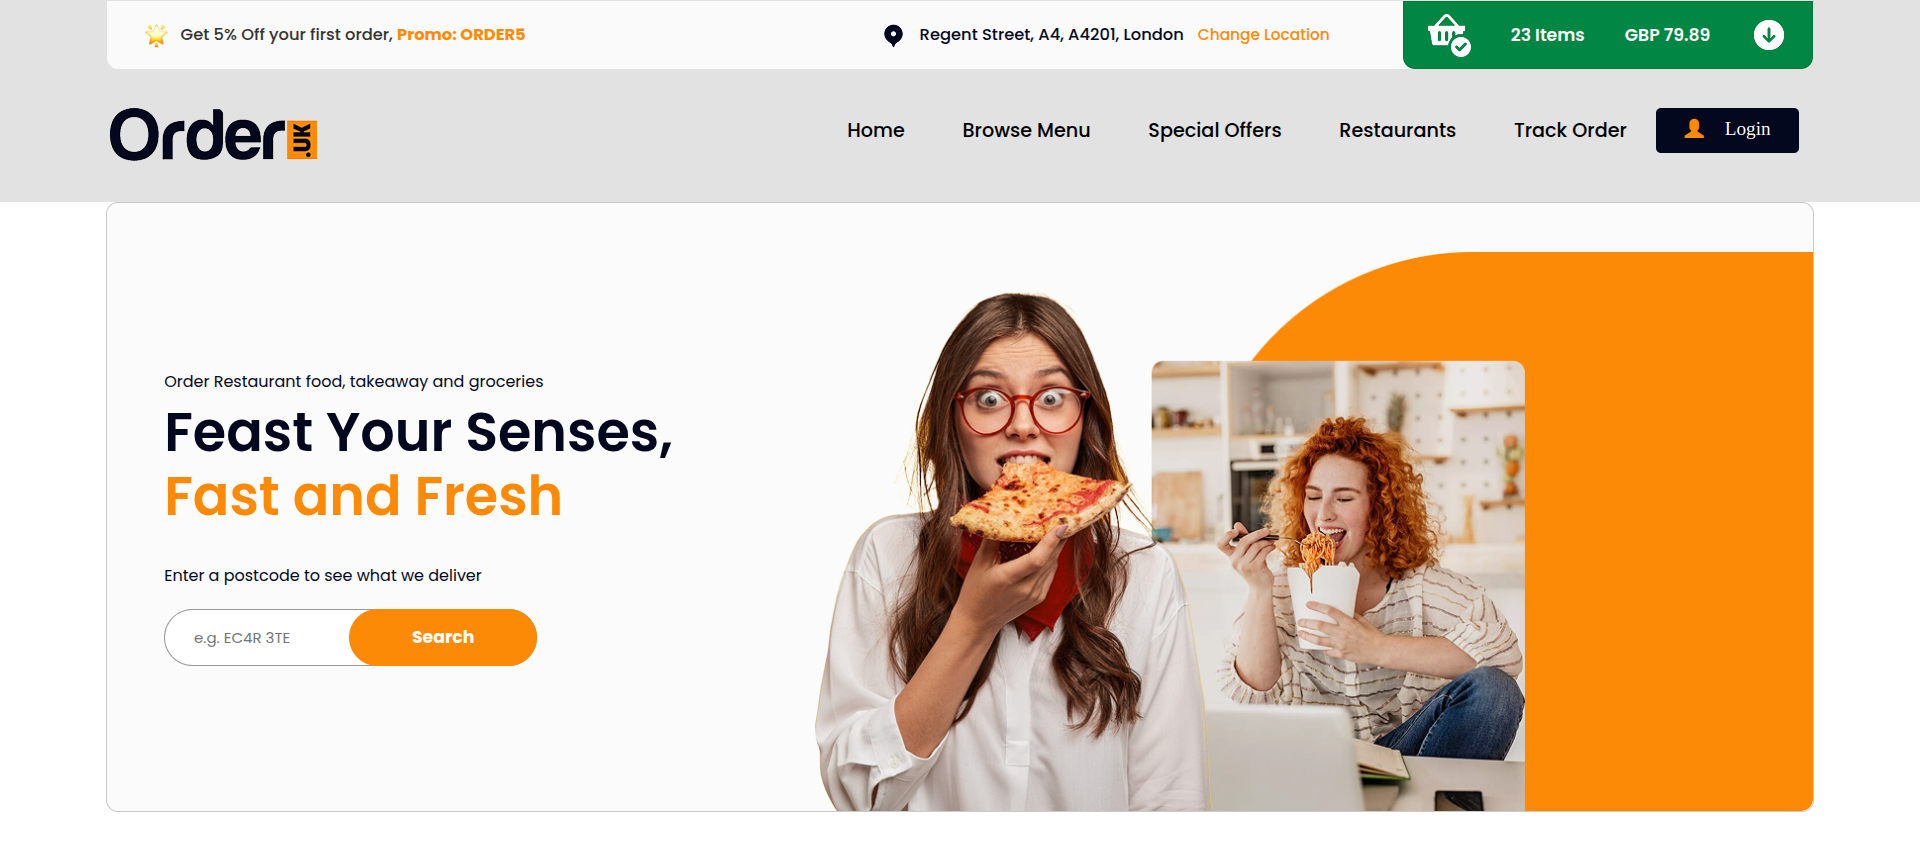 Get 5% Off your first order, Promo: ORDER5
Regent Street, A4, A4201, London Change Location
23 Items GBP 79.89
Order.UK
Home Browse Menu Special Offers Restaurants Track Order Login
Order Restaurant food, takeaway and groceries
Feast Your Senses,
Fast and Fresh
Enter a postcode to see what we deliver
e.g. EC4R 3TE Search